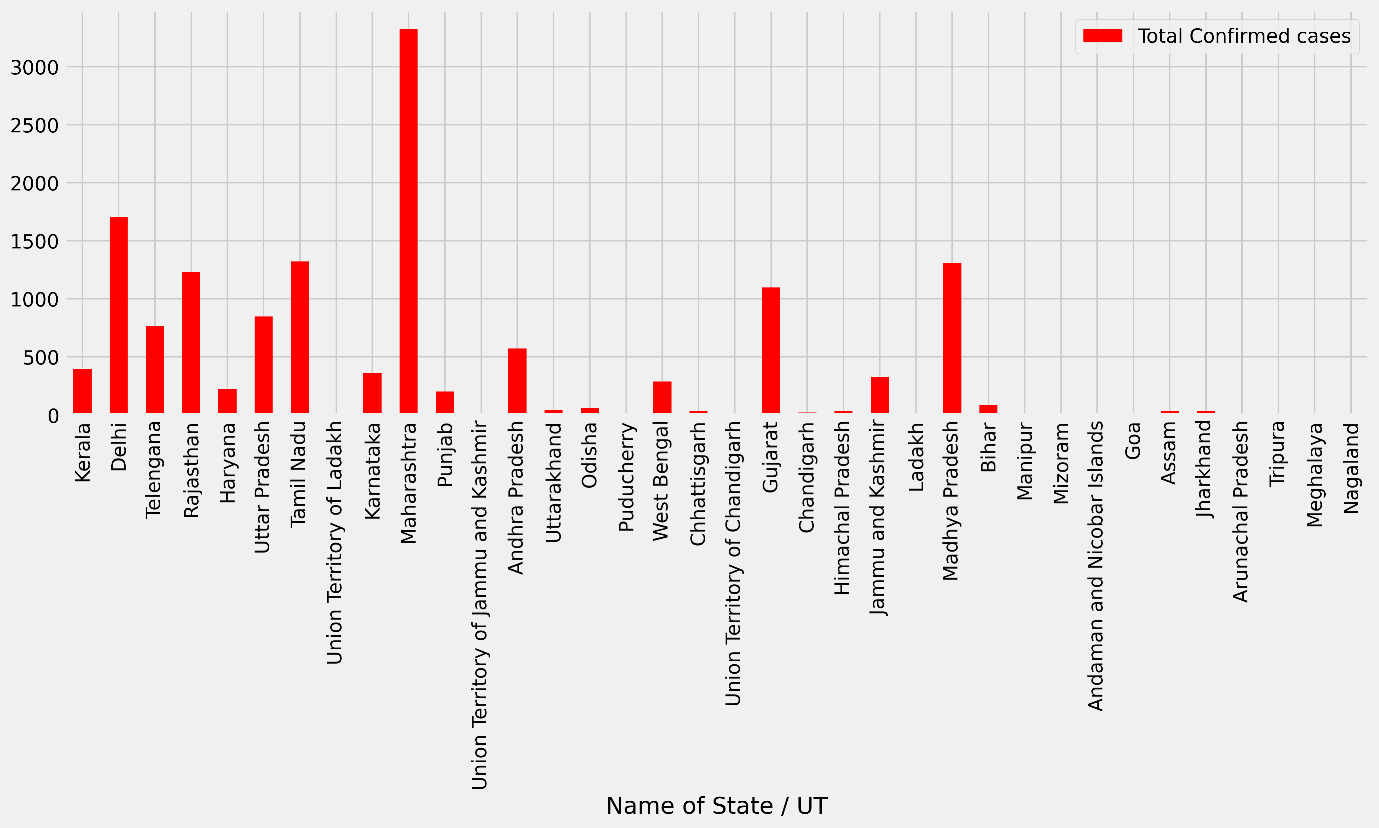 Total Confirmed cases
3000
2500
2000
1500
1000
500
0
Kerala
Delhi
Telengana
Rajasthan
Haryana
Uttar Pradesh
Tamil Nadu
Union Territory of Ladakh
Karnataka
Maharashtra
Punjab
Union Territory of Jammu and Kashmir
Andhra Pradesh
Uttarakhand
Odisha
Puducherry
West Bengal
Chhattisgarh
Union Territory of Chandigarh
Gujarat
Chandigarh
Himachal Pradesh
Jammu and Kashmir
Ladakh
Madhya Pradesh
Bihar
Manipur
Mizoram
Andaman and Nicobar Islands
Goa
Assam
Jharkhand
Arunachal Pradesh
Tripura
Meghalaya
Nagaland
Name of State / UT